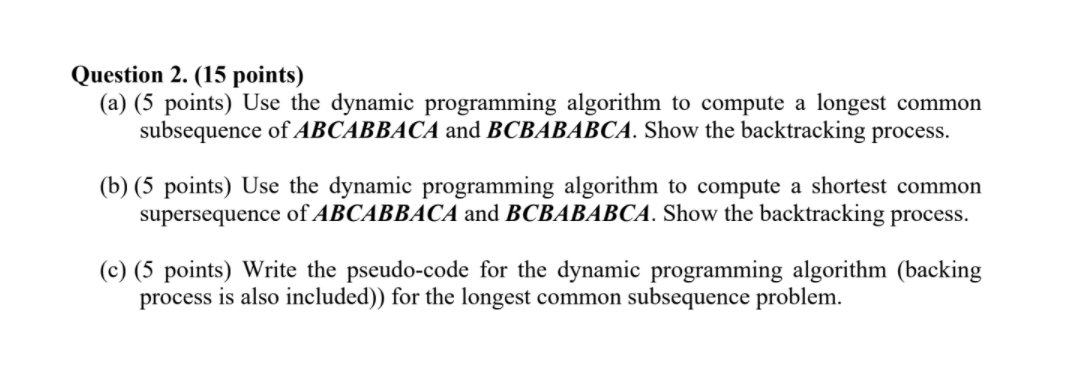 Question 2. (15 points)
(a) (5 points) Use the dynamic programming algorithm to compute a longest common
subsequence of ABCABBACA and BCBABABCA. Show the backtracking process.
(b) (5 points) Use the dynamic programming algorithm to compute a shortest common
supersequence of ABCABBACA and BCBABABCA. Show the backtracking process.
(c) (5 points) Write the pseudo-code for the dynamic programming algorithm (backing
process is also included)) for the longest common subsequence problem.